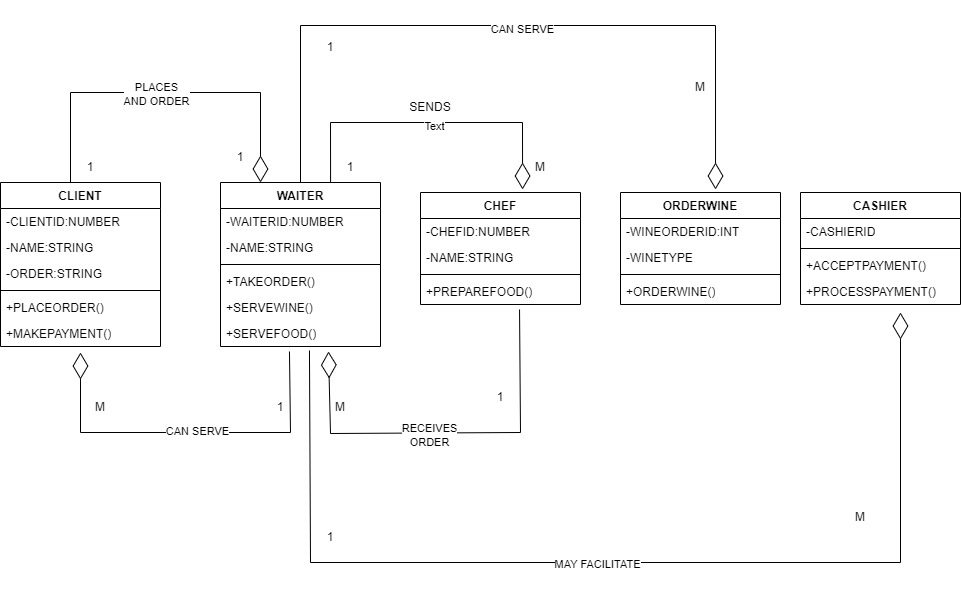 CAN SERVE
1
M
PLACES
AND ORDER
1
1
SENDS
Text
1
M
CLIENT
-CLIENTID:NUMBER
-NAME:STRING
-ORDER:STRING
+PLACEORDER()
+MAKEPAYMENT()
WAITER
-WAITERID:NUMBER
-NAME:STRING
+TAKEORDER()
+SERVEWINE()
+SERVEFOOD()
CHEF
-CHEFID:NUMBER
-NAME:STRING
+PREPAREFOOD()
ORDERWINE
-WINEORDERID:INT
-WINETYPE
+ORDERWINE()
CASHIER
-CASHIERID
+ACCEPTPAYMENT()
+PROCESSPAYMENT()
M
1
CAN SERVE
M
1
RECEIVES
ORDER
1
M
MAY FACILITATE